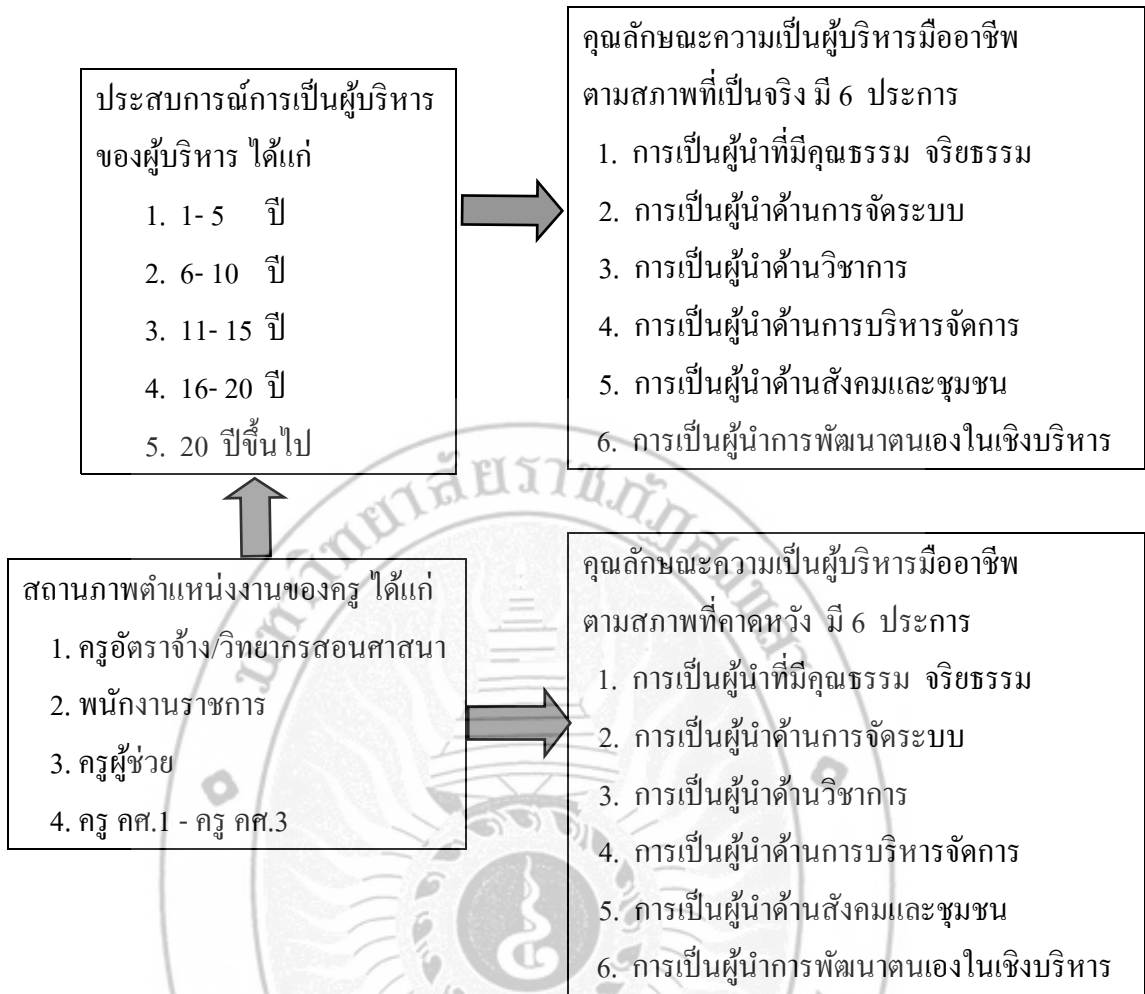 ประสบการณ์การเป็นผู้บริหาร
ของผู้บริหาร ได้แก่
1. 1- 5 ปี
2. 6- 10 ปี
3. 11- 15 ปี
4. 16- 20 ปี
5. 20 ปีขึ้นไป
คุณลักษณะความเป็นผู้บริหารมืออาชีพ
ตามสภาพที่เป็นจริง มี 6 ประการ
1. การเป็นผู้นำที่มีคุณธรรม จริยธรรม
2. การเป็นผู้นำด้านการจัดระบบ
3. การเป็นผู้นำด้านวิชาการ
4. การเป็นผู้นำด้านการบริหารจัดการ
5. การเป็นผู้นำด้านสังคมและชุมชน
6. การเป็นผู้นำการพัฒนาตนเองในเชิงบริหาร
สถานภาพตำแหน่งงานของครู ได้แก่
1. ครูอัตราจ้าง/วิทยากรสอนศาสนา
2. พนักงานราชการ
3. ครูผู้ช่วย
4. ครู คศ.1 - ครู คศ.3
คุณลักษณะความเป็นผู้บริหารมืออาชีพ
ตามสภาพที่คาดหวัง มี 6 ประการ
1. การเป็นผู้นำที่มีคุณธรรม จริยธรรม
2. การเป็นผู้นำด้านการจัดระบบ
3. การเป็นผู้นำด้านวิชาการ
4. การเป็นผู้นำด้านการบริหารจัดการ
5. การเป็นผู้นำด้านสังคมและชุมชน
6. การเป็นผู้นำการพัฒนาตนเองในเชิงบริหาร